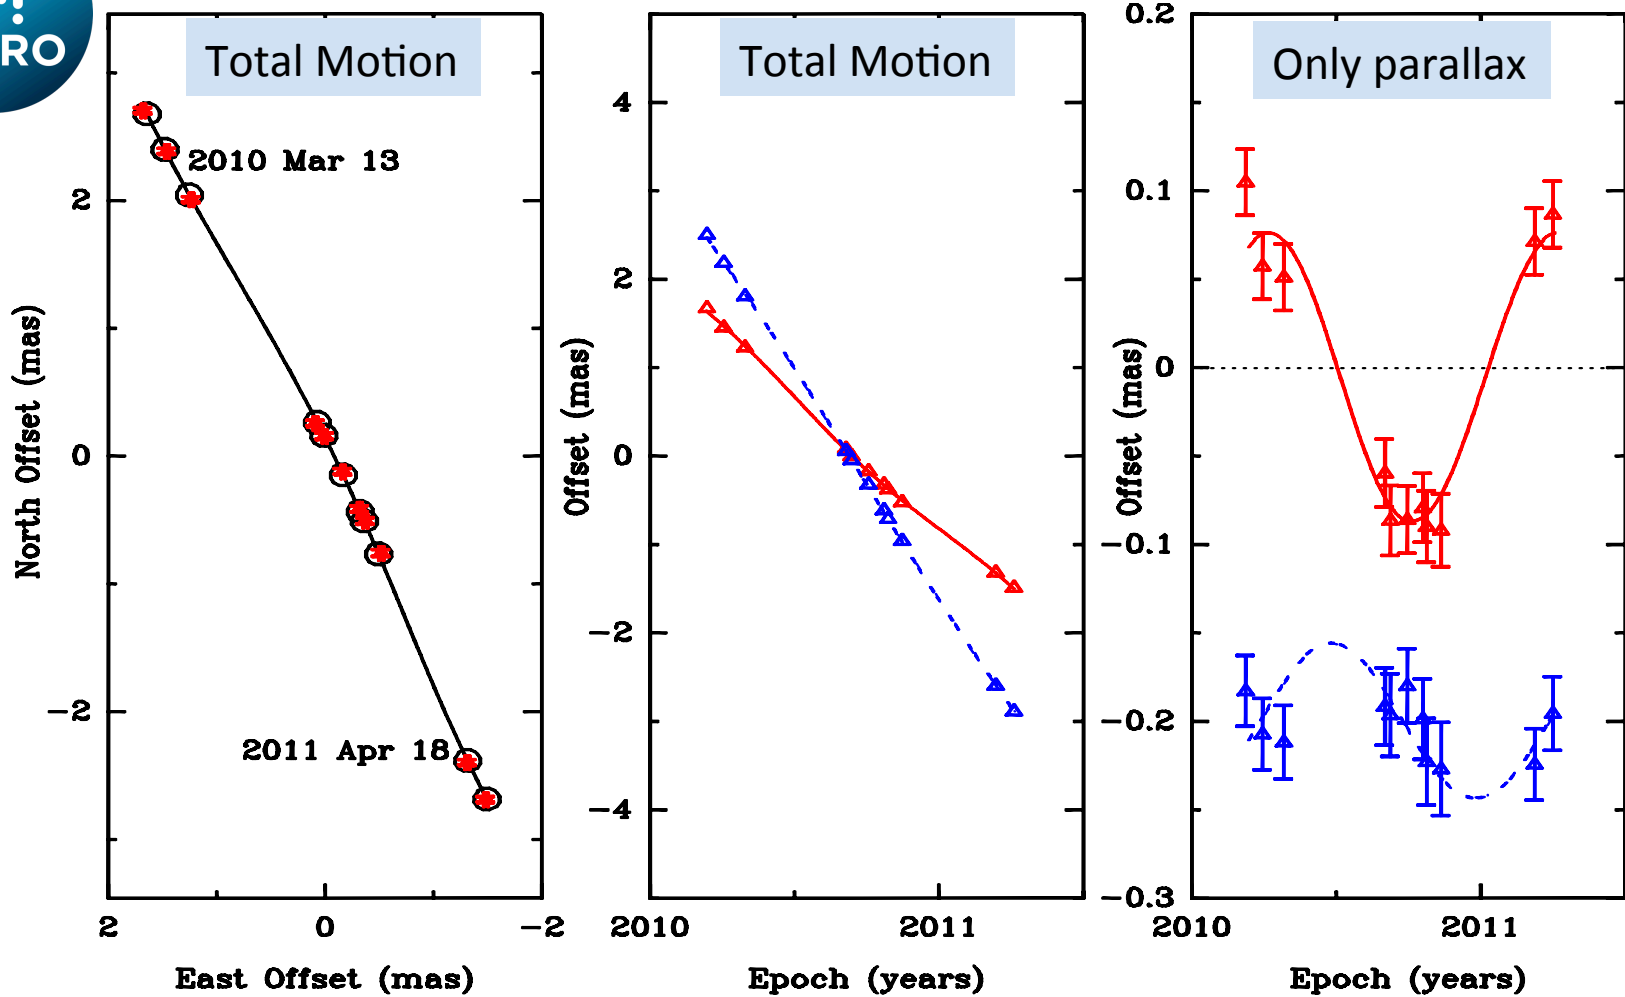 RO
Total Motion
2010 Mar 13
2011 Apr 18
2
0
−2
North Offset (mas)
2
0
−2
East Offset (mas)
Total Motion
4
2
0
−2
−4
Offset (mas)
2010
2011
Epoch (years)
Only parallax
0.2
0.1
0
−0.1
−0.2
−0.3
Offset (mas)
2010
2011
Epoch (years)